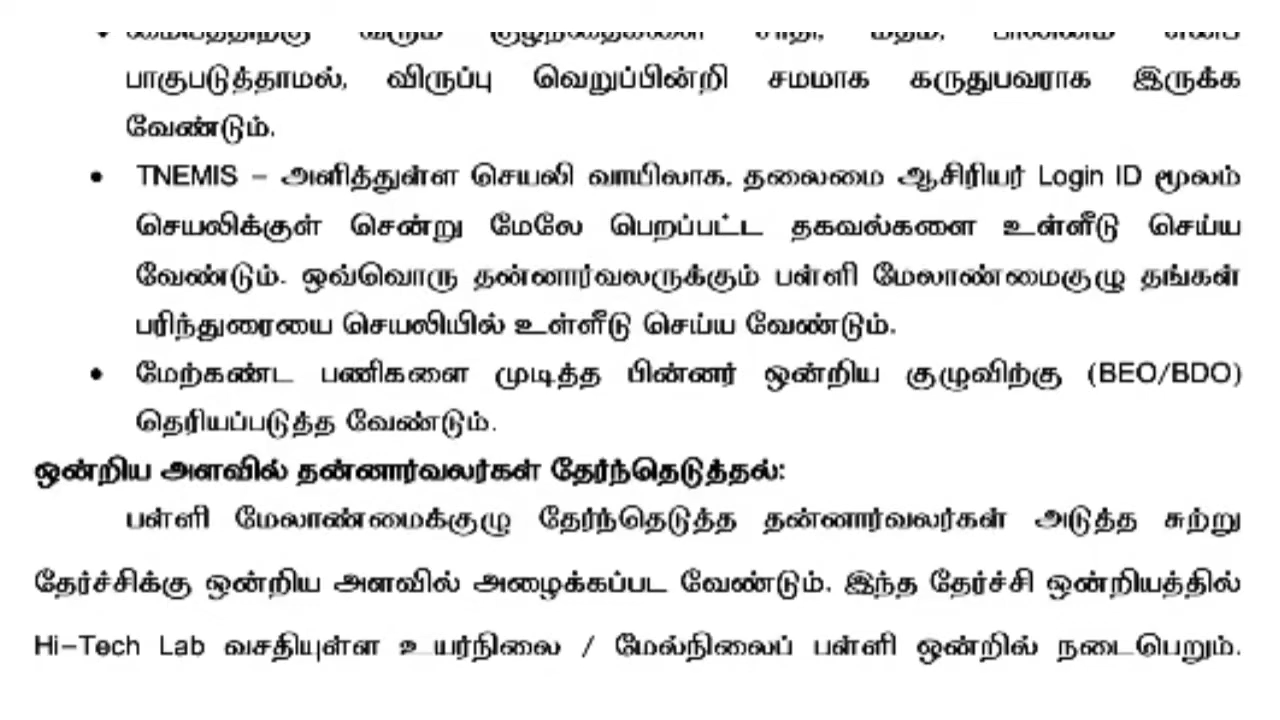 பாகுபடுத்தாமல், விருப்பு வெறுப்பின்றி சமமாக கருதுபவராக இருக்க
வேண்டும்.
• TNEMIS – அளித்துள்ள செயலி வாயிலாக, தலைமை ஆசிரியர் Login ID மூலம்
செயலிக்குள் சென்று மேலே பெறப்பட்ட தகவல்களை உள்ளீடு செய்ய
வேண்டும். ஒவ்வொரு தன்னார்வலருக்கும் பள்ளி மேலாண்மைகுழு தங்கள்
பரிந்துரையை செயலியில் உள்ளீடு செய்ய வேண்டும்.
• மேற்கண்ட பணிகளை முடித்த பின்னர் ஒன்றிய குழுவிற்கு (BEO/BDO)
தெரியப்படுத்த வேண்டும்.
ஒன்றிய அளவில் தன்னார்வலர்கள் தேர்ந்தெடுத்தல்:
பள்ளி மேலாண்மைக்குழு தேர்ந்தெடுத்த தன்னார்வலர்கள் அடுத்த சுற்று
தேர்ச்சிக்கு ஒன்றிய அளவில் அழைக்கப்பட வேண்டும். இந்த தேர்ச்சி ஒன்றியத்தில்
Hi–Tech Lab வசதியுள்ள உயர்நிலை / மேல்நிலைப் பள்ளி ஒன்றில் நடைபெறும்.